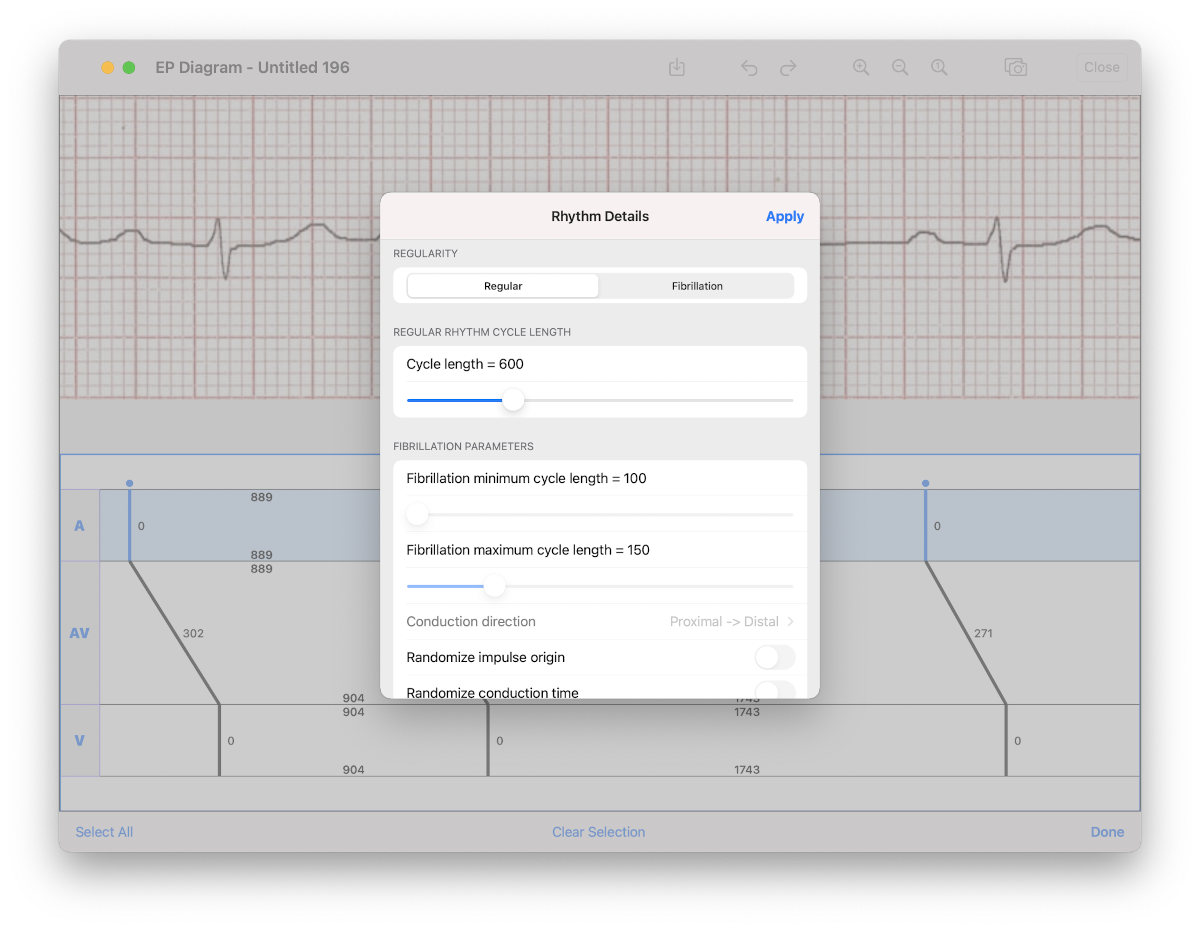 EP Diagram - Untitled 196
1
Close
Rhythm Details
Apply
REGULARITY
Regular
Fibrillation
REGULAR RHYTHM CYCLE LENGTH
Cycle length = 600
FIBRILLATION PARAMETERS
Fibrillation minimum cycle length = 100
Fibrillation maximum cycle length = 150
Conduction direction
Proximal -> Distal
Randomize impulse origin
Randomize conduction time
A
0
889
889
0
AV
889
302
271
904
1743
V
904
1743
0
0
0
904
1743
Select All
Clear Selection
Done